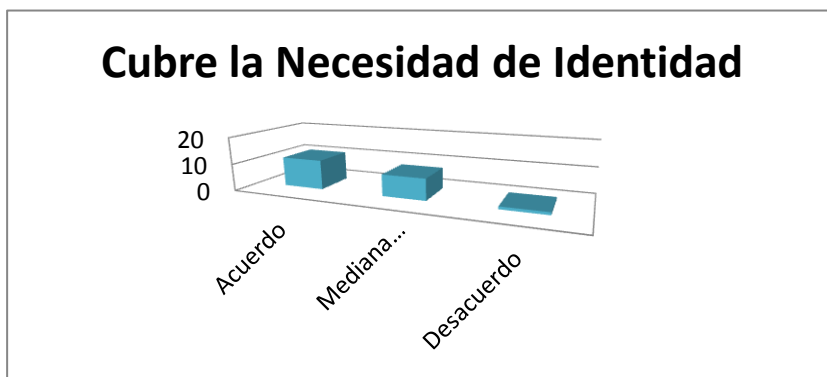 Cubre la Necesidad de Identidad
20
10
0
Acuerdo
Mediana...
Desacuerdo